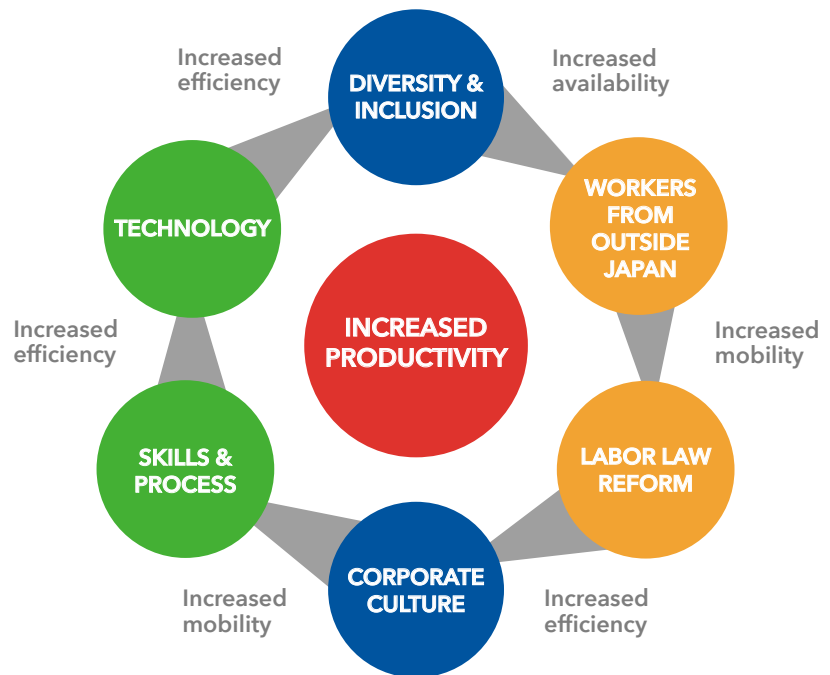 Increased
efficiency
DIVERSITY &
INCLUSION
Increased
availability
TECHNOLOGY
WORKERS
FROM
OUTSIDE
JAPAN
INCREASED
PRODUCTIVITY
Increased
efficiency
Increased
mobility
SKILLS &
PROCESS
LABOR LAW
REFORM
CORPORATE
CULTURE
Increased
mobility
Increased
efficiency